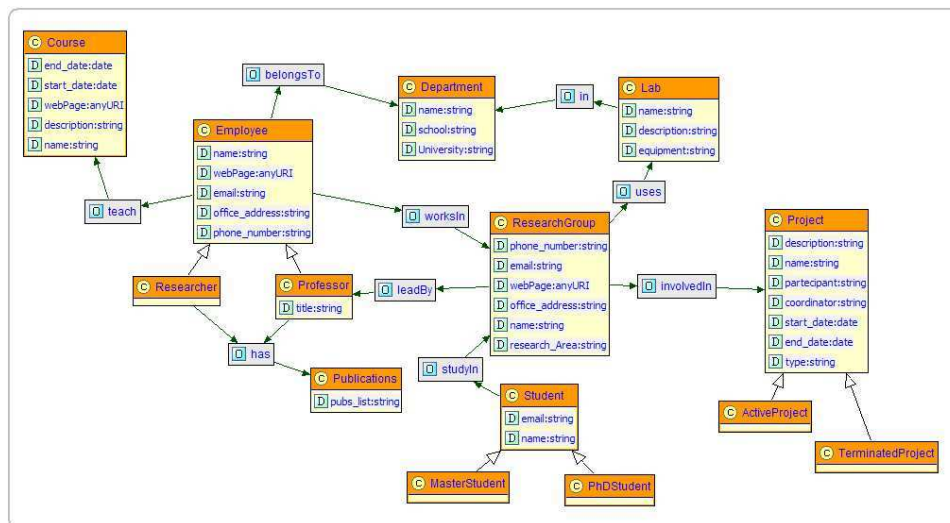 C Course
D end_date:date
D start_date:date
D webPage:anyURI
D description:string
D name:string
O belongsTo
C Department
D name:string
D school:string
D University:string
O in
C Lab
D name:string
D description:string
D equipment:string
C Employee
D name:string
D webPage:anyURI
D email:string
D office_address:string
D phone_number:string
O teach
O worksIn
O uses
C ResearchGroup
D phone_number:string
D email:string
D webPage:anyURI
D office_address:string
D name:string
D research_Area:string
C Project
D description:string
D name:string
D partecipant:string
D coordinator:string
D start_date:date
D end_date:date
D type:string
C Researcher
C Professor
D title:string
O leadBy
O involvedIn
O has
C Publications
D pubs_list:string
O studyIn
C Student
D email:string
D name:string
C ActiveProject
C TerminatedProject
C MasterStudent
C PhDStudent